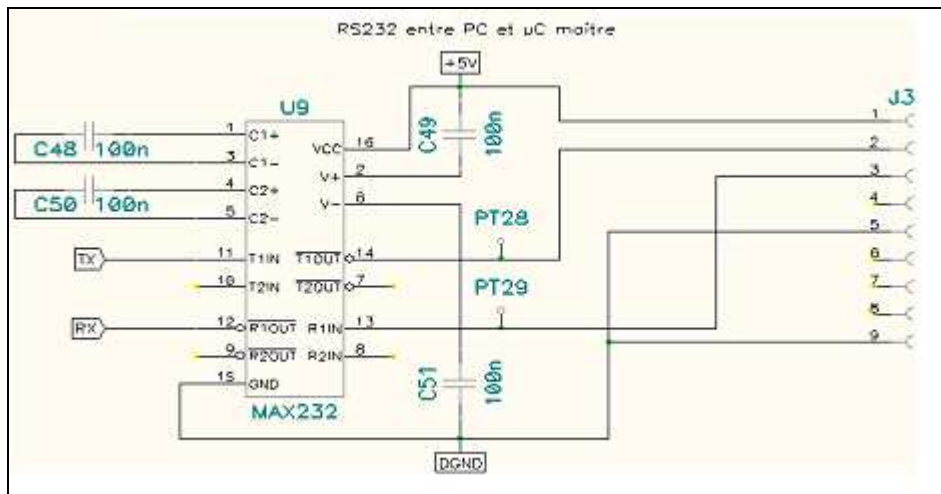 RS232 entre PC et µC maître
+5V
U9
J3
C48 100n
C50 100n
C49 100n
C51 100n
1 C1+
3 C1-
4 C2+
5 C2-
VCC 16
V+ 2
V- 6
TX
11 T1IN
10 T2IN
T1OUT 14
T2OUT 7
RX
12 R1OUT
9 R2OUT
R1IN 13
R2IN 8
15 GND
MAX232
PT28
PT29
DGND
1
2
3
4
5
6
7
8
9